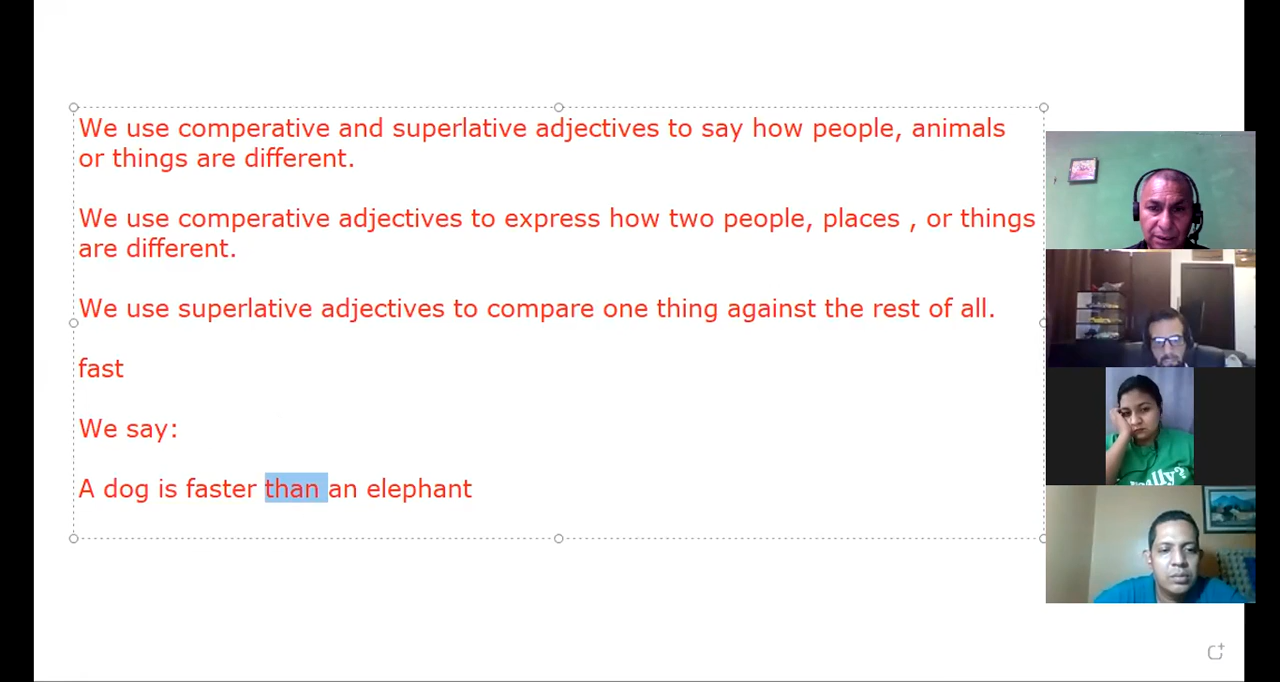 We use comperative and superlative adjectives to say how people, animals
or things are different.
We use comperative adjectives to express how two people, places , or things
are different.
We use superlative adjectives to compare one thing against the rest of all.
fast
We say:
A dog is faster than an elephant